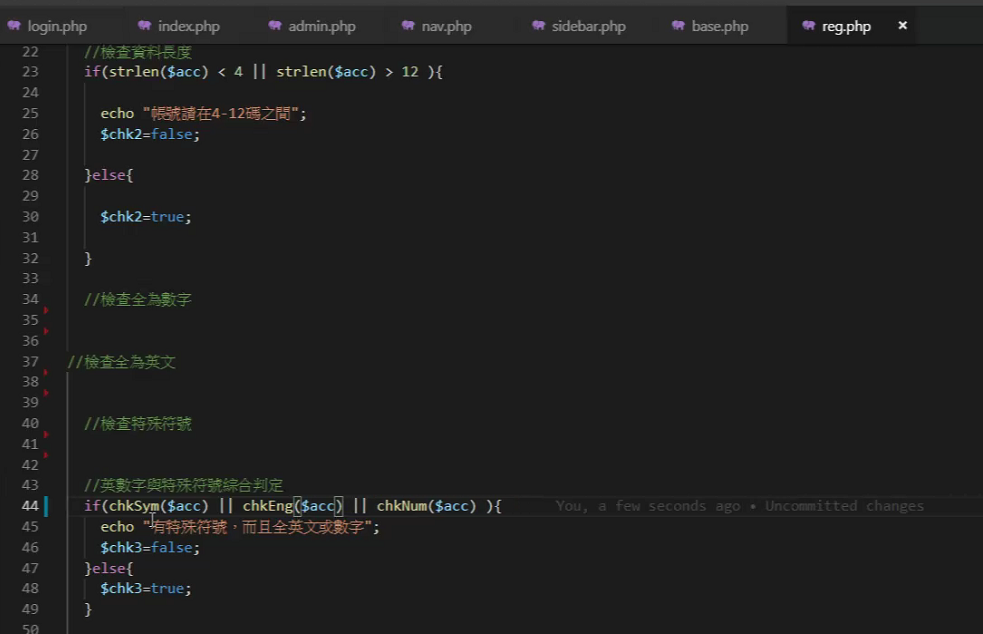 login.php index.php admin.php nav.php sidebar.php base.php reg.php ×
22 //檢查資料長度
23 if(strlen($acc) < 4 || strlen($acc) > 12 ){
24
25 echo "帳號請在4-12碼之間";
26 $chk2=false;
27
28 }else{
29
30 $chk2=true;
31
32 }
33
34 //檢查全為數字
35
36
37 //檢查全為英文
38
39
40 //檢查特殊符號
41
42
43 //英數字與特殊符號綜合判定
44 if(chkSym($acc) || chkEng($acc) || chkNum($acc) ){ You, a few seconds ago • Uncommitted changes
45 echo "有特殊符號，而且全英文或數字";
46 $chk3=false;
47 }else{
48 $chk3=true;
49 }
50